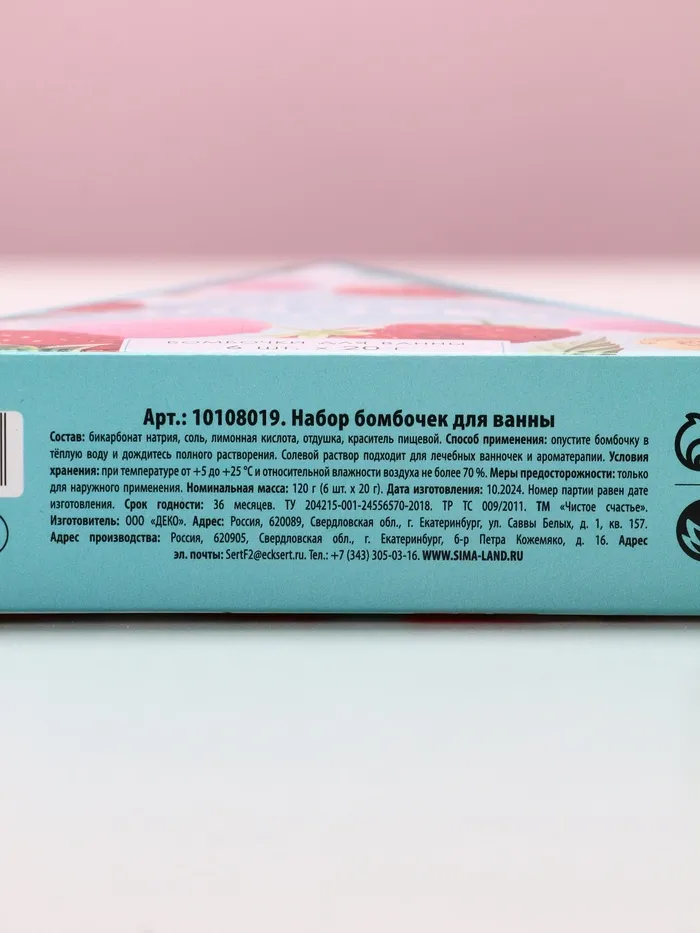 БОМБОЧКИ ДЛЯ ВАННЫ
6 шт. x 20 г
Арт.: 10108019. Набор бомбочек для ванны
Состав: бикарбонат натрия, соль, лимонная кислота, отдушка, краситель пищевой. Способ применения: опустите бомбочку в
тёплую воду и дождитесь полного растворения. Солевой раствор подходит для лечебных ванночек и ароматерапии. Условия
хранения: при температуре от +5 до +25 °С и относительной влажности воздуха не более 70 %. Меры предосторожности: только
для наружного применения. Номинальная масса: 120 г (6 шт. х 20 г). Дата изготовления: 10.2024. Номер партии равен дате
изготовления. Срок годности: 36 месяцев. ТУ 204215-001-24556570-2018. ТР ТС 009/2011. ТМ «Чистое счастье».
Изготовитель: ООО «ДЕКО». Адрес: Россия, 620089, Свердловская обл., г. Екатеринбург, ул. Саввы Белых, д. 1, кв. 157.
Адрес производства: Россия, 620905, Свердловская обл., г. Екатеринбург, б-р Петра Кожемяко, д. 16. Адрес
эл. почты: SertF2@ecksert.ru. Тел.: +7 (343) 305-03-16. WWW.SIMA-LAND.RU